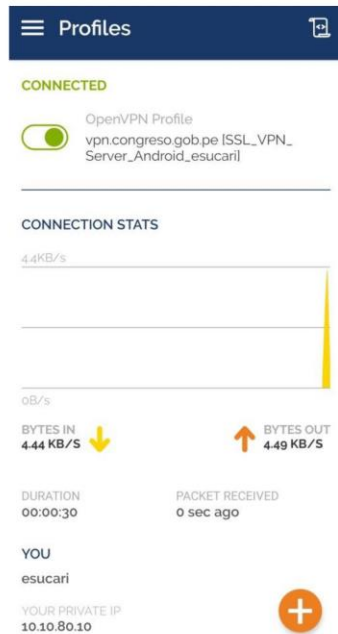 Profiles
CONNECTED
OpenVPN Profile
vpn.congreso.gob.pe [SSL_VPN_
Server_Android_esucari]
CONNECTION STATS
4.4KB/s
0B/s
BYTES IN
4.44 KB/S
BYTES OUT
4.49 KB/S
DURATION
00:00:30
PACKET RECEIVED
0 sec ago
YOU
esucari
YOUR PRIVATE IP
10.10.80.10